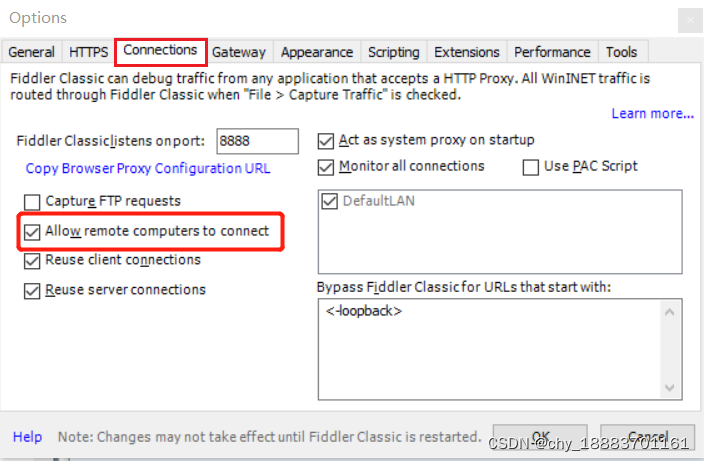 Options
General HTTPS Connections Gateway Appearance Scripting Extensions Performance Tools
Fiddler Classic can debug traffic from any application that accepts a HTTP Proxy. All WinINET traffic is
routed through Fiddler Classic when "File > Capture Traffic" is checked.
Learn more...
Fiddler Classic listens on port: 8888
Copy Browser Proxy Configuration URL
Capture FTP requests
Allow remote computers to connect
Reuse client connections
Reuse server connections
Act as system proxy on startup
Monitor all connections Use PAC Script
DefaultLAN
Bypass Fiddler Classic for URLs that start with:
<-loopback>
Help Note: Changes may not take effect until Fiddler Classic is restarted. OK Cancel
CSDN @chy_18883701161